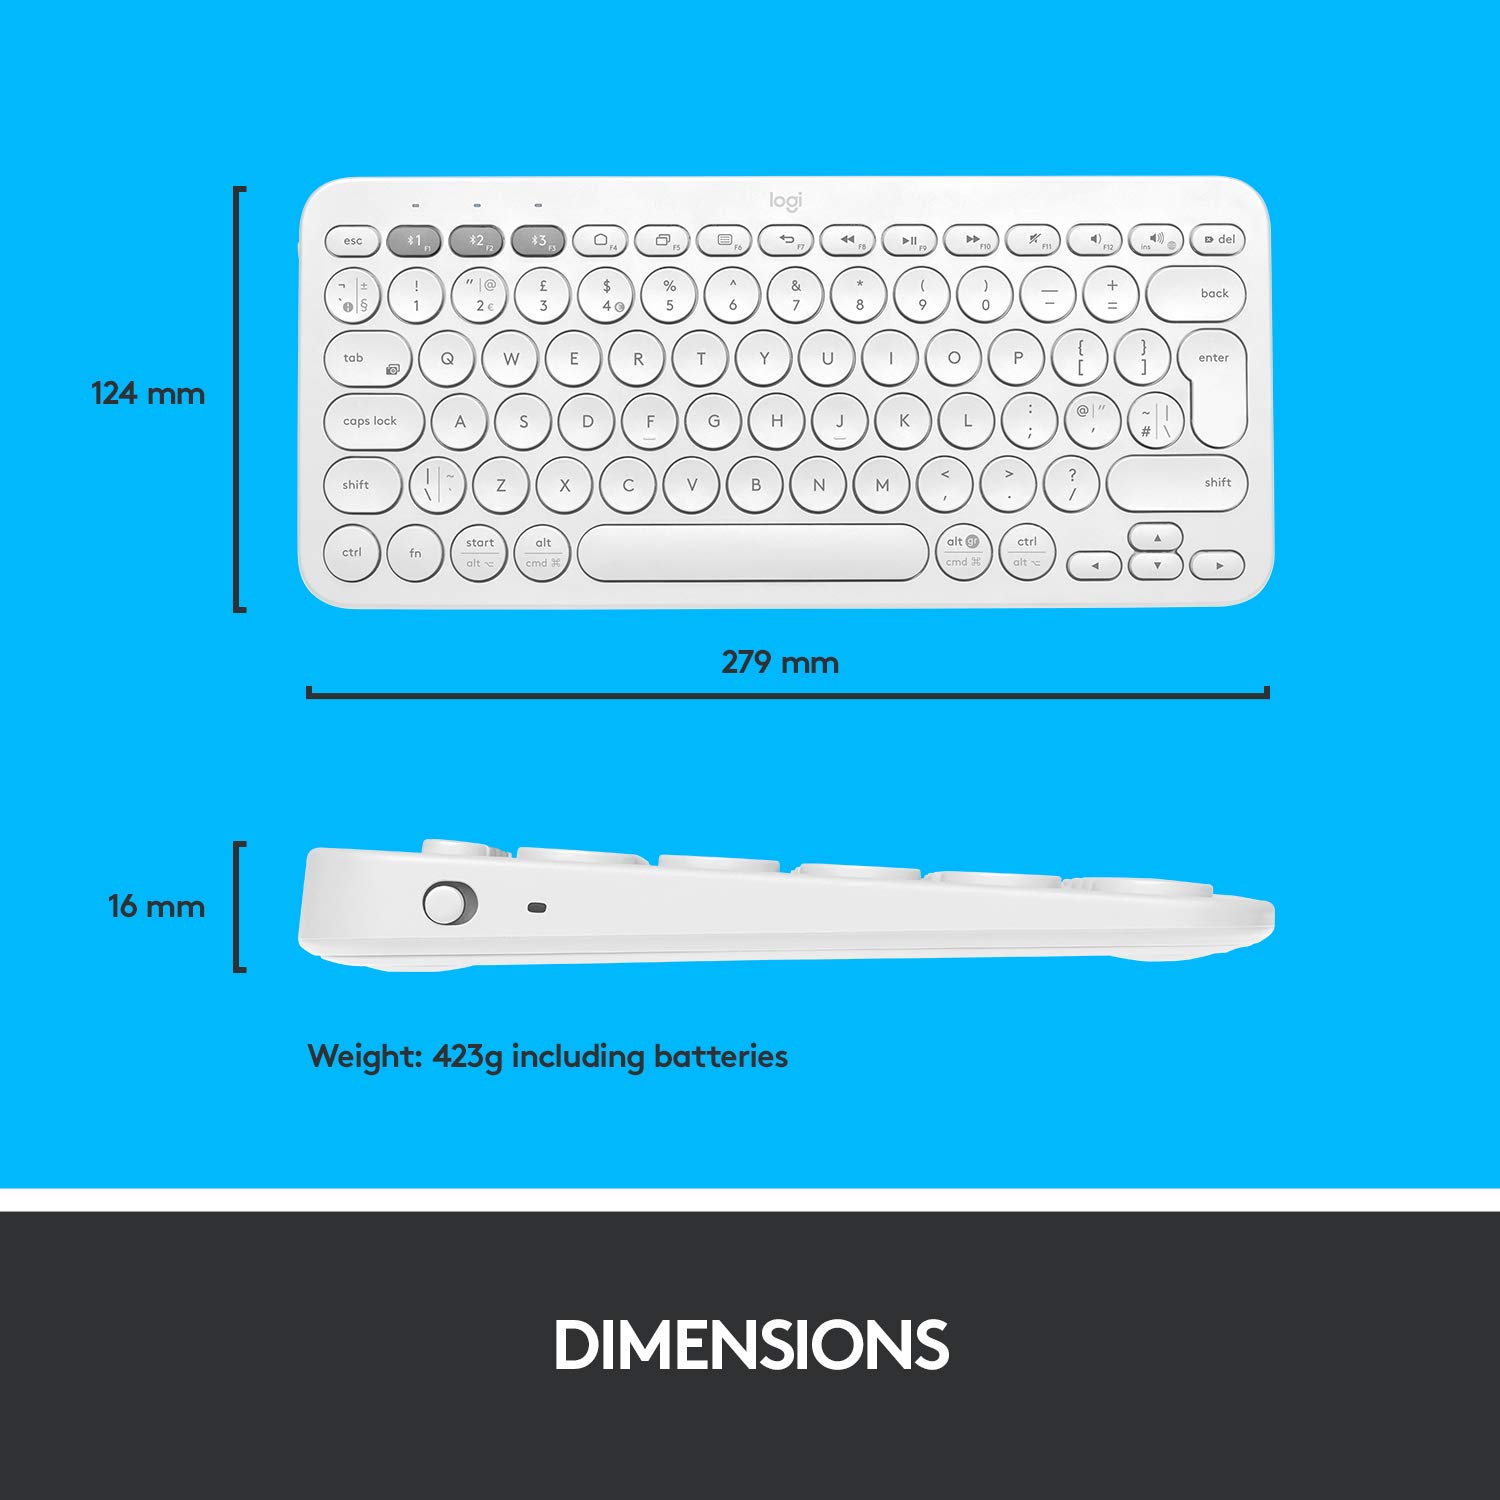 logi
esc 1 F1 2 F2 3 F3 F4 F5 F6 F7 F8 F9 F10 F11 F12 ins del
¬ | ± ` § ! 1 " | @ 2 € £ 3 $ 4 € % 5 ^ 6 & 7 * 8 ( 9 ) 0 — – + = back
tab Q W E R T Y U I O P { [ } ] enter
caps lock A S D F G H J K L : ; @ | " ' ~ | # \
shift | ~ \ ` Z X C V B N M < , > . ? / shift
ctrl fn start alt ⌥ alt cmd ⌘ alt gr cmd ⌘ ctrl alt ⌥ ◀ ▲ ▼ ▶
124 mm
279 mm
16 mm
Weight: 423g including batteries
DIMENSIONS